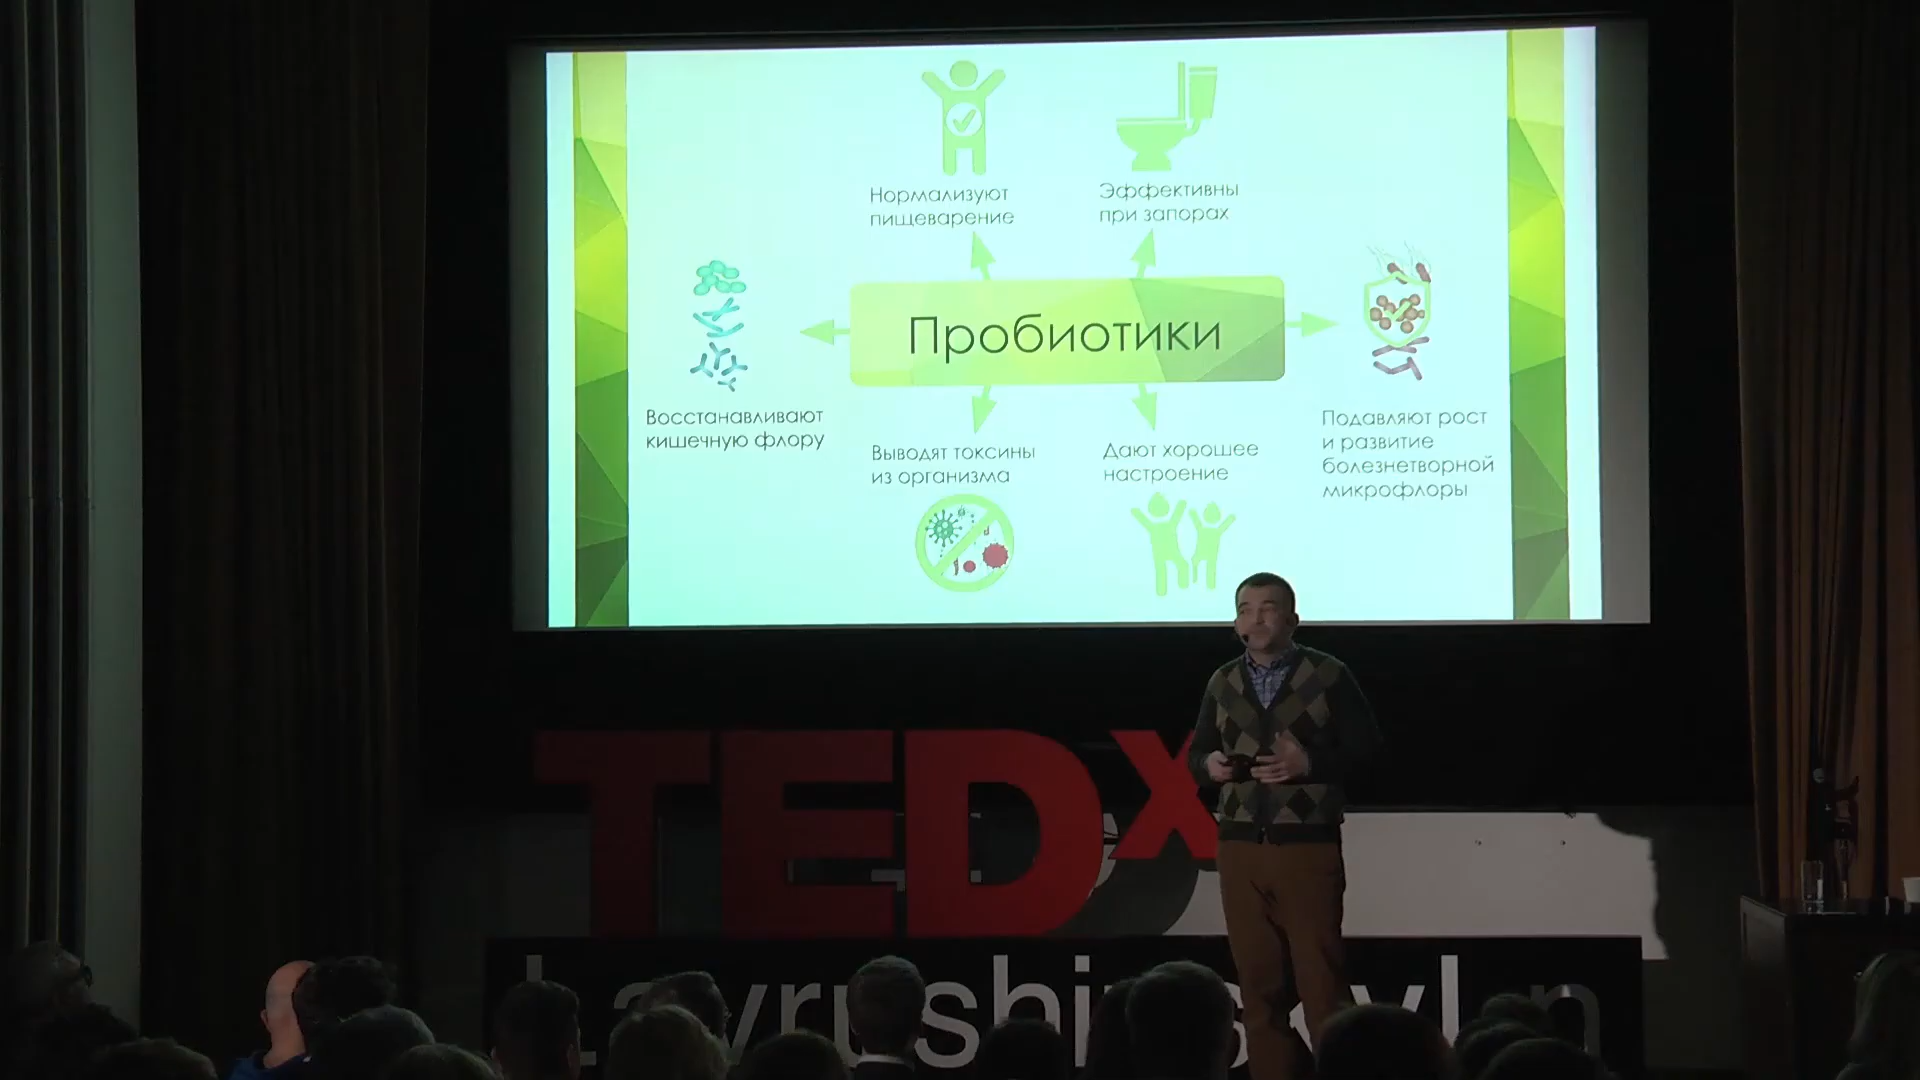 Нормализуют
пищеварение
Эффективны
при запорах
Пробиотики
Восстанавливают
кишечную флору
Подавляют рост
и развитие
болезнетворной
микрофлоры
Выводят токсины
из организма
Дают хорошее
настроение
TEDx
LavrushinskyLn